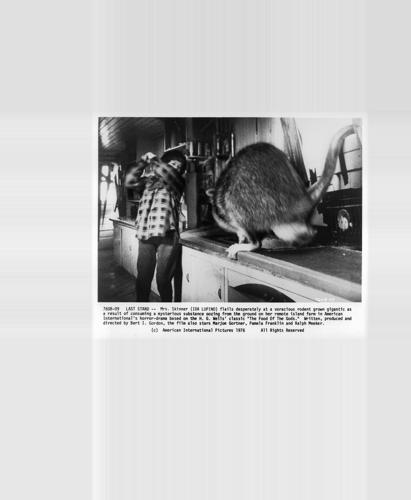 7608-09 LAST STAND -- Mrs. Skinner (IDA LUPINO) flails desperately at a voracious rodent grown gigantic as
a result of consuming a mysterious substance oozing from the ground on her remote island farm in American
International's horror-drama based on the H. G. Wells' classic "The Food Of The Gods." Written, produced and
directed by Bert I. Gordon, the film also stars Marjoe Gortner, Pamela Franklin and Ralph Meeker.
(c) American International Pictures 1976 All Rights Reserved